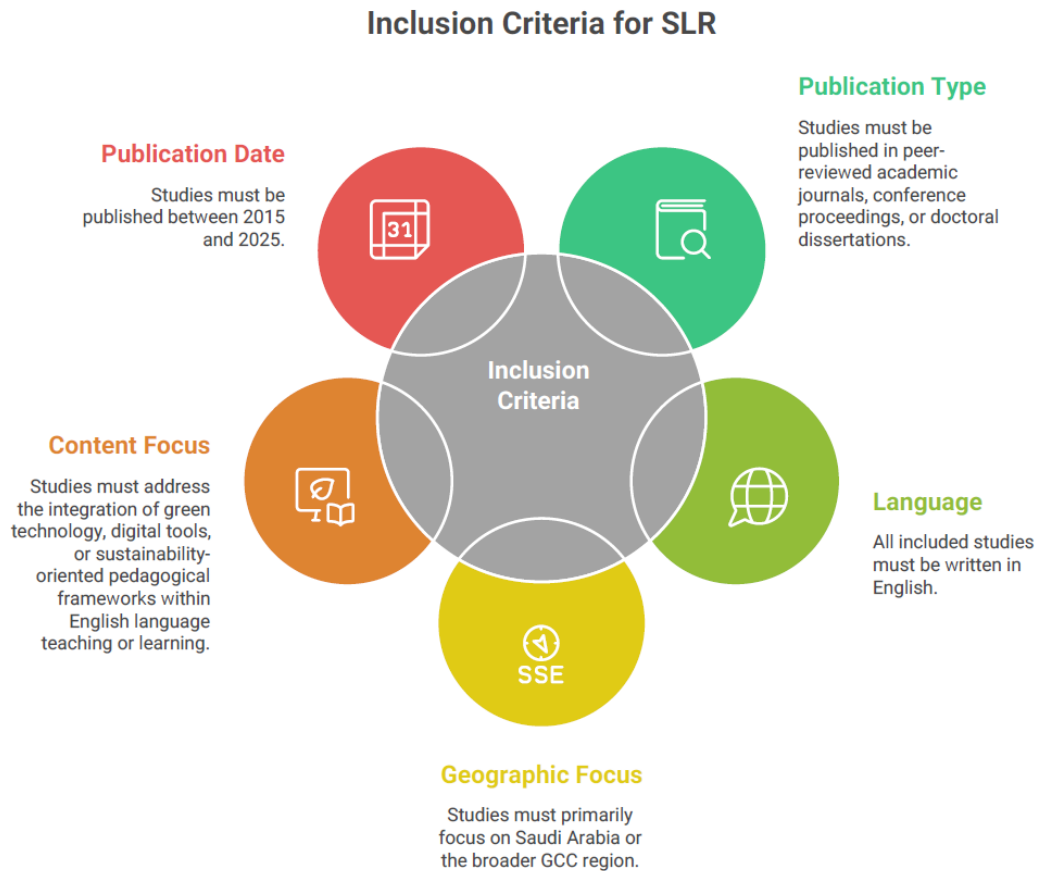 Inclusion Criteria for SLR
Publication Type
Studies must be
published in peer-
reviewed academic
journals, conference
proceedings, or doctoral
dissertations.
Publication Date
Studies must be
published between 2015
and 2025.
31
Inclusion
Criteria
Content Focus
Studies must address
the integration of green
technology, digital tools,
or sustainability-
oriented pedagogical
frameworks within
English language
teaching or learning.
Language
All included studies
must be written in
English.
SSE
Geographic Focus
Studies must primarily
focus on Saudi Arabia or
the broader GCC region.